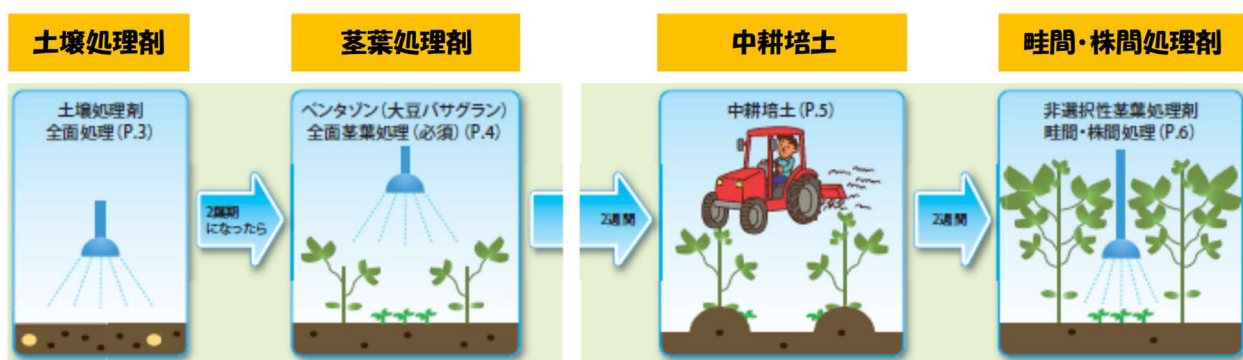 土壌処理剤
茎葉処理剤
中耕培土
畦間・株間処理剤
土壌処理剤
全面処理(P.3)
2葉期
になったら
ベンタゾン(大豆バサグラン)
全面茎葉処理(必須)(P.4)
2週間
中耕培土(P.5)
2週間
非選択性茎葉処理剤
畦間・株間処理(P.6)